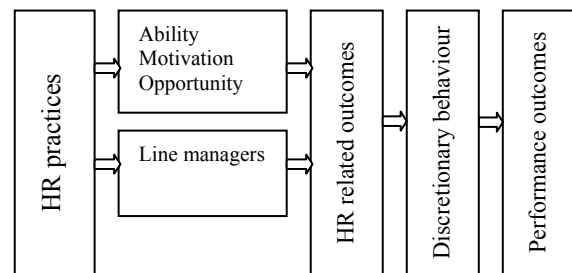 HR practices
Ability
Motivation
Opportunity
Line managers
HR related outcomes
Discretionary behaviour
Performance outcomes